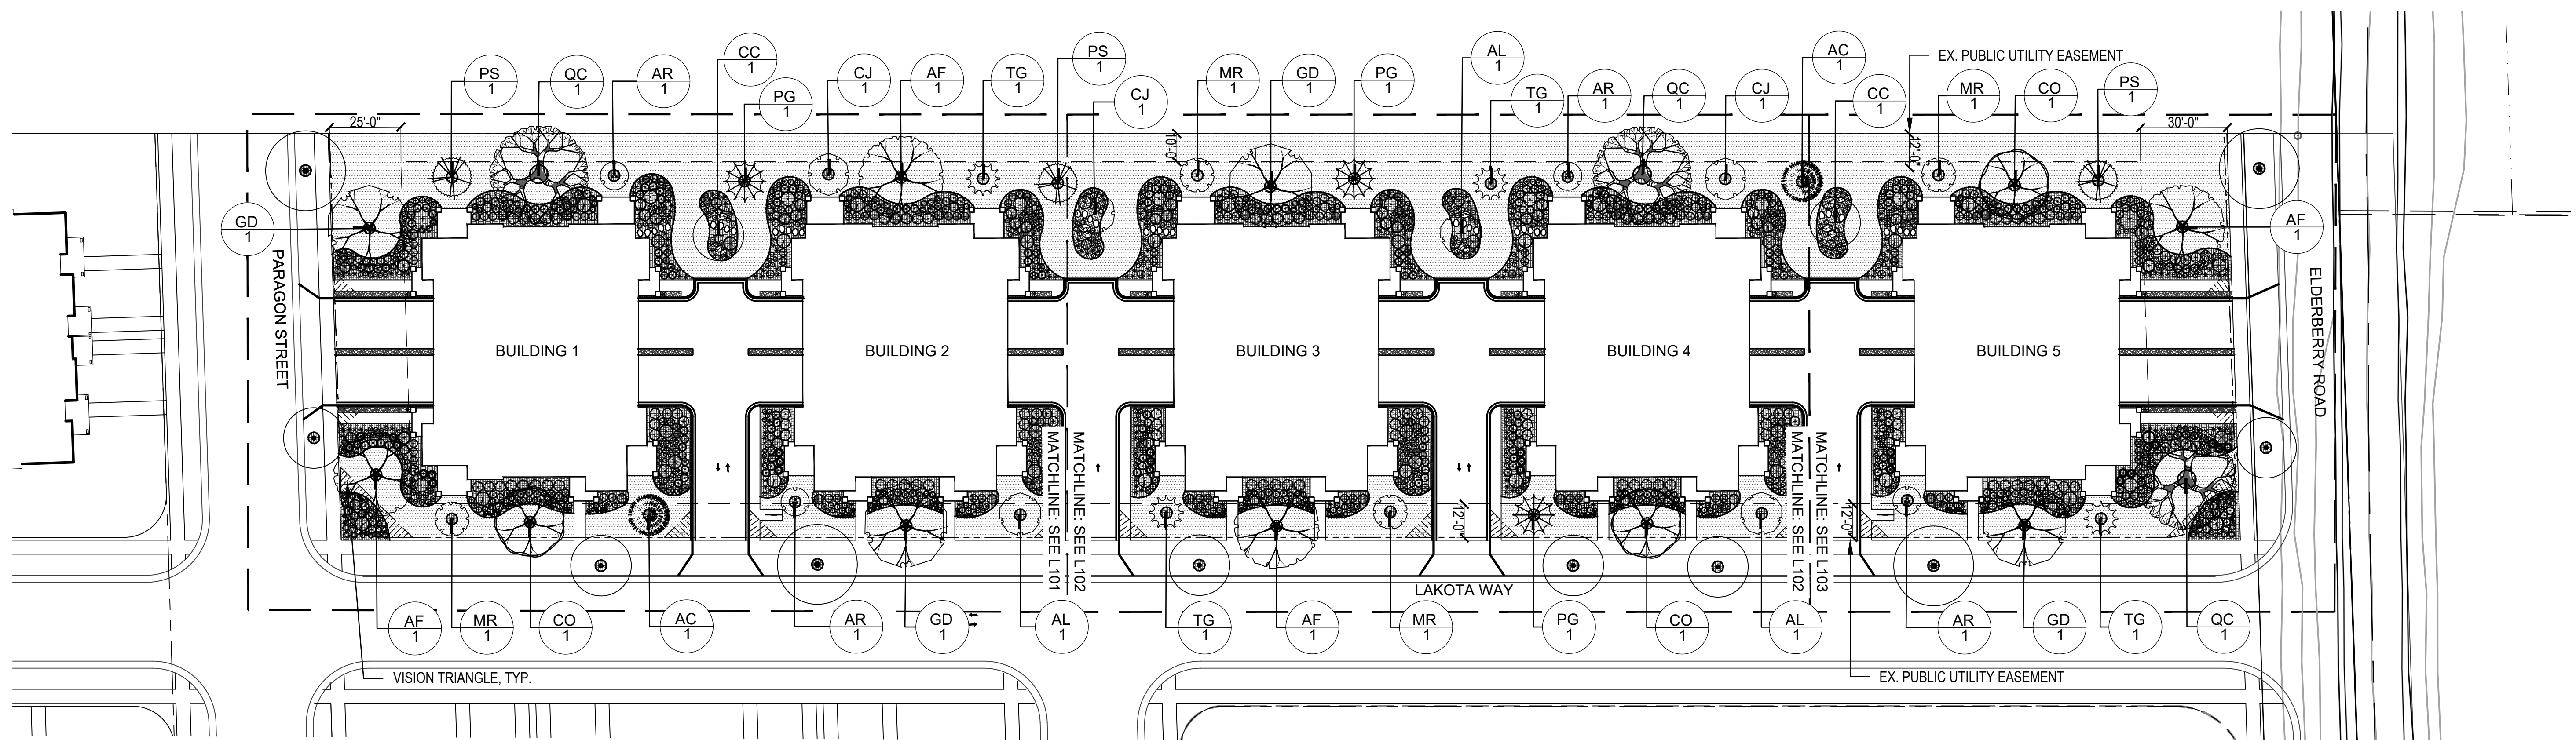 PS
1
QC
1
AR
1
CC
1
PG
1
CJ
1
AF
1
TG
1
PS
1
CJ
1
MR
1
GD
1
PG
1
AL
1
TG
1
AR
1
QC
1
CJ
1
AC
1
CC
1
EX. PUBLIC UTILITY EASEMENT
MR
1
CO
1
PS
1
25'-0"
10'-0"
12'-0"
30'-0"
GD
1
AF
1
PARAGON STREET
BUILDING 1
BUILDING 2
BUILDING 3
BUILDING 4
BUILDING 5
ELDERBERRY ROAD
MATCHLINE: SEE L101
MATCHLINE: SEE L102
MATCHLINE: SEE L102
MATCHLINE: SEE L103
12'-0"
12'-0"
LAKOTA WAY
AF
1
MR
1
CO
1
AC
1
AR
1
GD
1
AL
1
TG
1
AF
1
MR
1
PG
1
CO
1
AL
1
AR
1
GD
1
TG
1
QC
1
VISION TRIANGLE, TYP.
EX. PUBLIC UTILITY EASEMENT